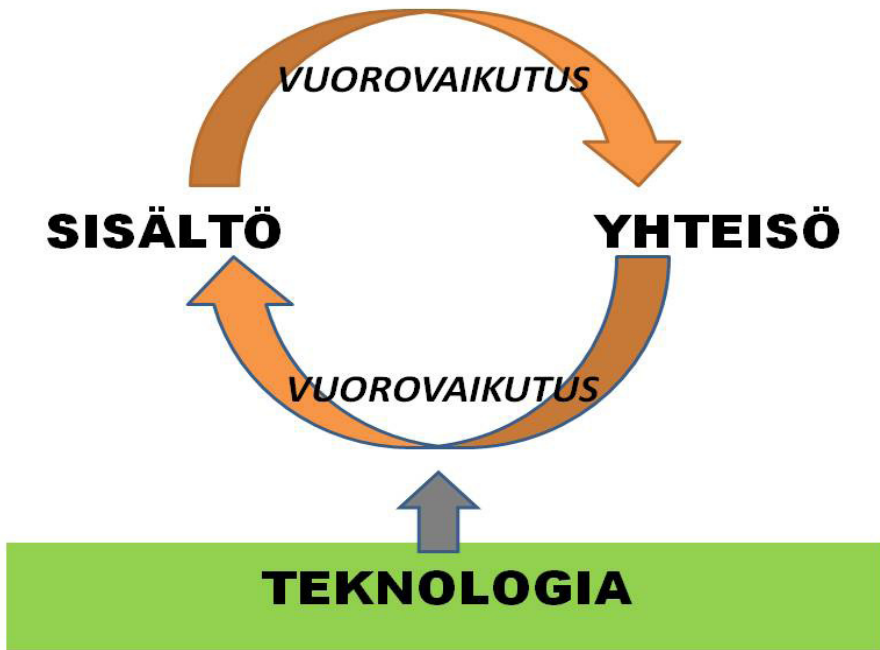 VUOROVAIKUTUS
SISÄLTÖ
YHTEISÖ
VUOROVAIKUTUS
TEKNOLOGIA